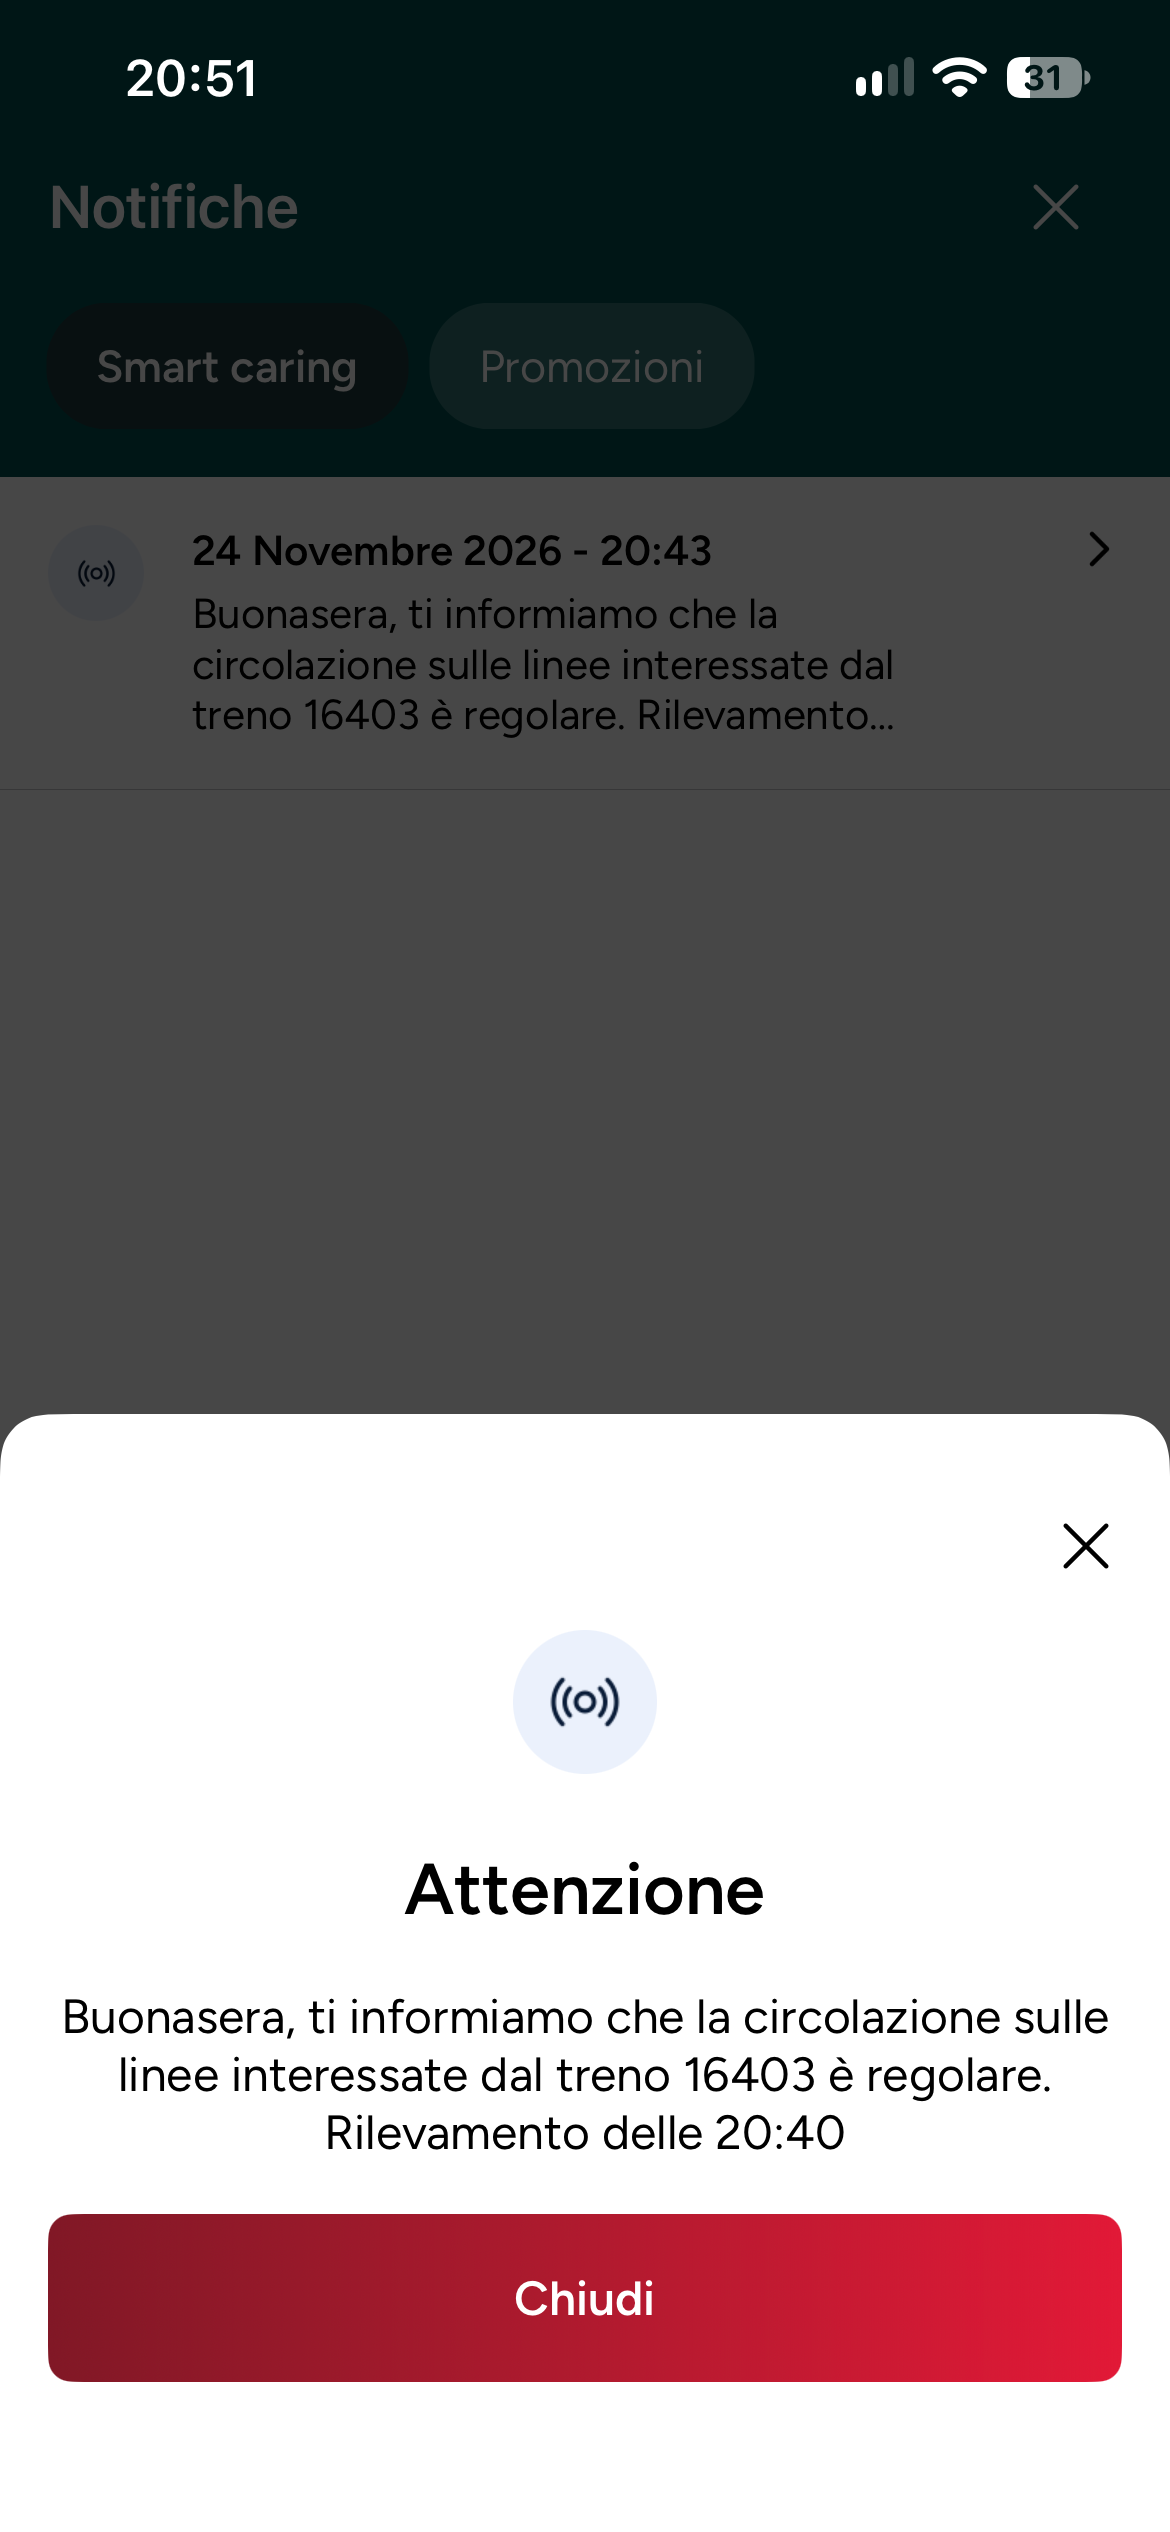 20:51
31
Notifiche
Smart caring
Promozioni
24 Novembre 2026 - 20:43
Buonasera, ti informiamo che la
circolazione sulle linee interessate dal
treno 16403 è regolare. Rilevamento...
Attenzione
Buonasera, ti informiamo che la circolazione sulle
linee interessate dal treno 16403 è regolare.
Rilevamento delle 20:40
Chiudi